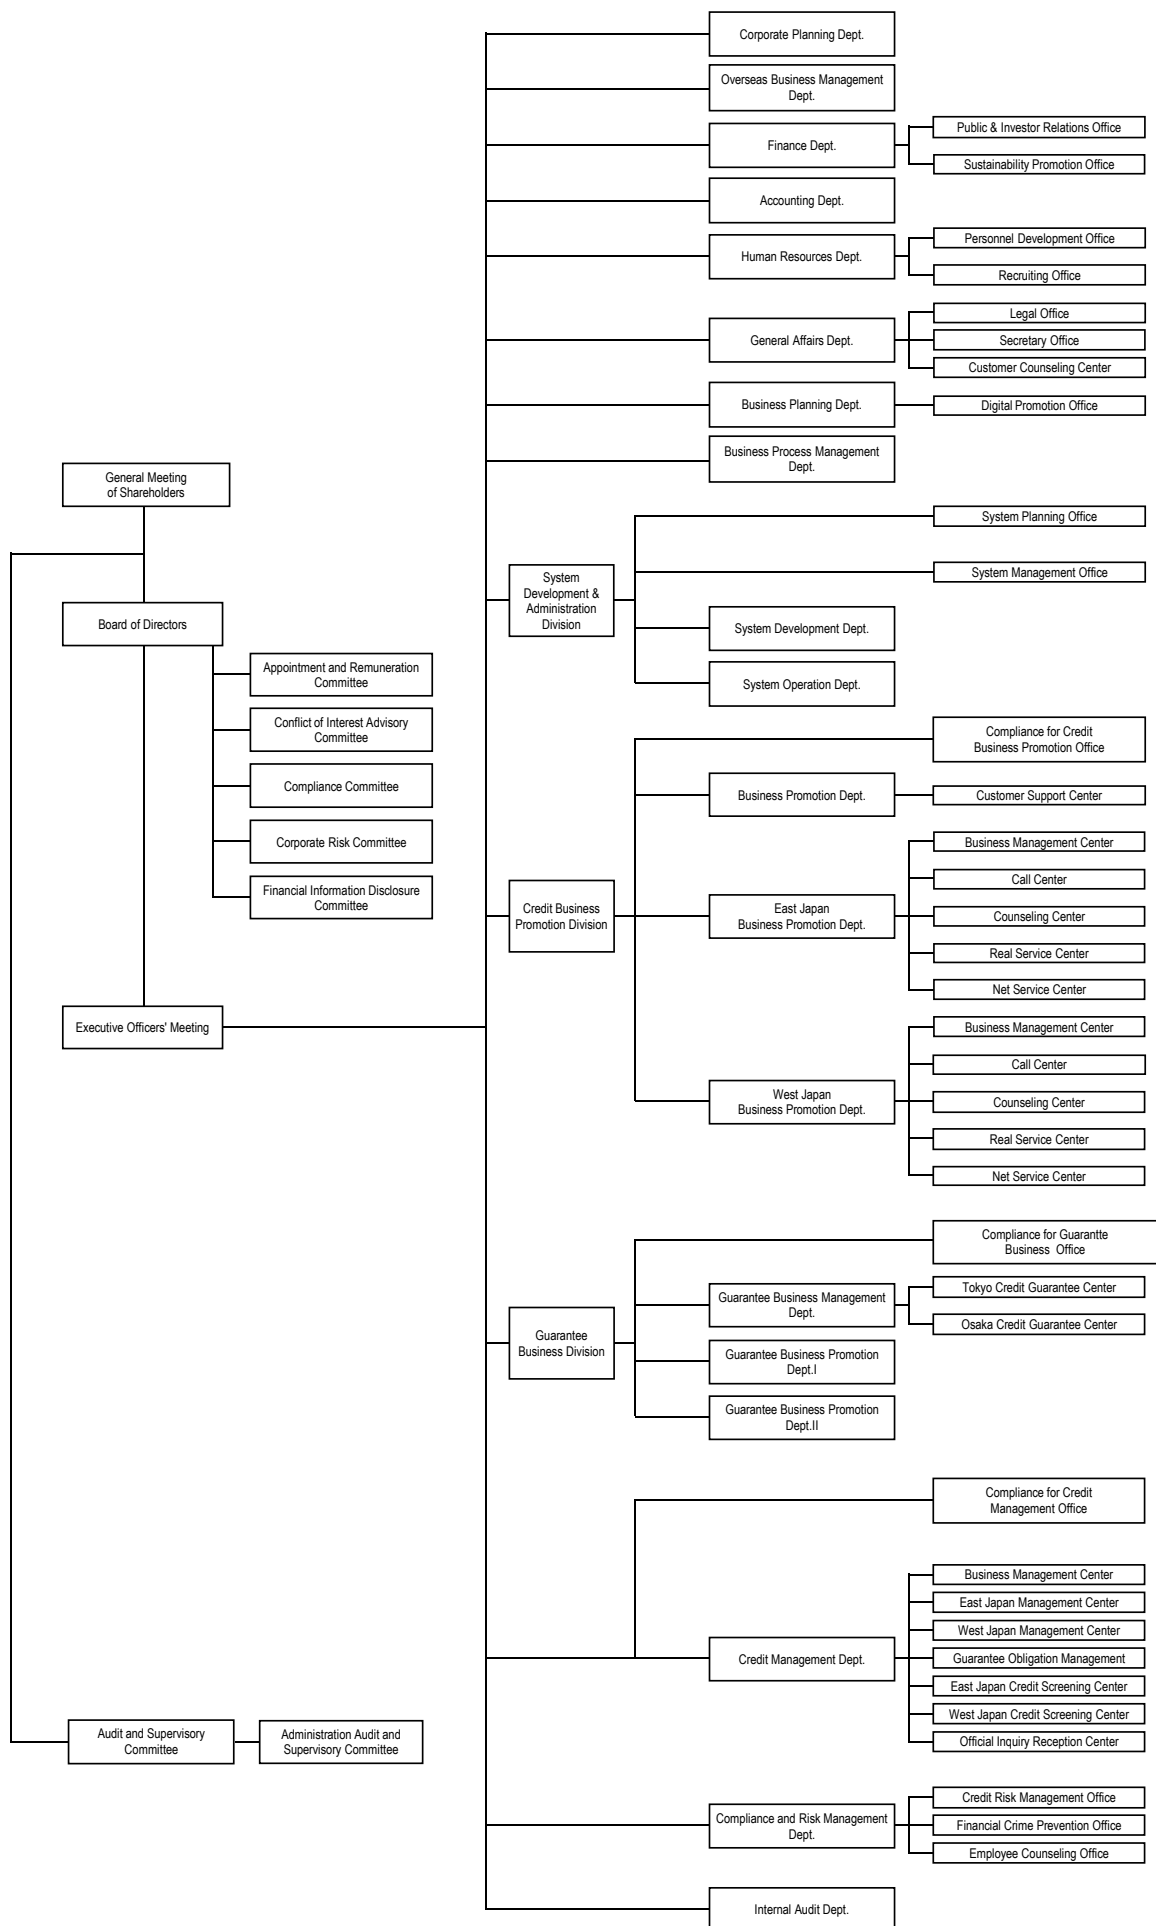 Corporate Planning Dept.
Overseas Business Management
Dept.
Finance Dept.
Public & Investor Relations Office
Sustainability Promotion Office
Accounting Dept.
Human Resources Dept.
Personnel Development Office
Recruiting Office
General Affairs Dept.
Legal Office
Secretary Office
Customer Counseling Center
Business Planning Dept.
Digital Promotion Office
Business Process Management
Dept.
General Meeting
of Shareholders
Board of Directors
Appointment and Remuneration
Committee
Conflict of Interest Advisory
Committee
Compliance Committee
Corporate Risk Committee
Financial Information Disclosure
Committee
Executive Officers' Meeting
System
Development &
Administration
Division
System Planning Office
System Management Office
System Development Dept.
System Operation Dept.
Credit Business
Promotion Division
Compliance for Credit
Business Promotion Office
Business Promotion Dept.
Customer Support Center
East Japan
Business Promotion Dept.
Business Management Center
Call Center
Counseling Center
Real Service Center
Net Service Center
West Japan
Business Promotion Dept.
Business Management Center
Call Center
Counseling Center
Real Service Center
Net Service Center
Guarantee
Business Division
Compliance for Guarantte
Business Office
Guarantee Business Management
Dept.
Tokyo Credit Guarantee Center
Osaka Credit Guarantee Center
Guarantee Business Promotion
Dept.I
Guarantee Business Promotion
Dept.II
Compliance for Credit
Management Office
Credit Management Dept.
Business Management Center
East Japan Management Center
West Japan Management Center
Guarantee Obligation Management
East Japan Credit Screening Center
West Japan Credit Screening Center
Official Inquiry Reception Center
Audit and Supervisory
Committee
Administration Audit and
Supervisory Committee
Compliance and Risk Management
Dept.
Credit Risk Management Office
Financial Crime Prevention Office
Employee Counseling Office
Internal Audit Dept.